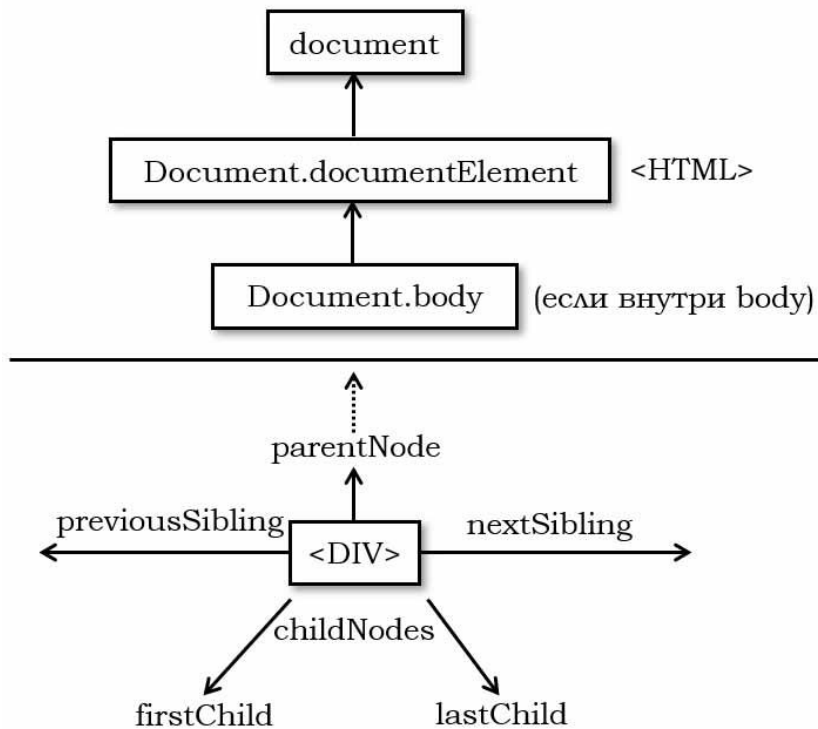 document
Document.documentElement <HTML>
Document.body (если внутри body)
parentNode
previousSibling <DIV> nextSibling
childNodes
firstChild lastChild